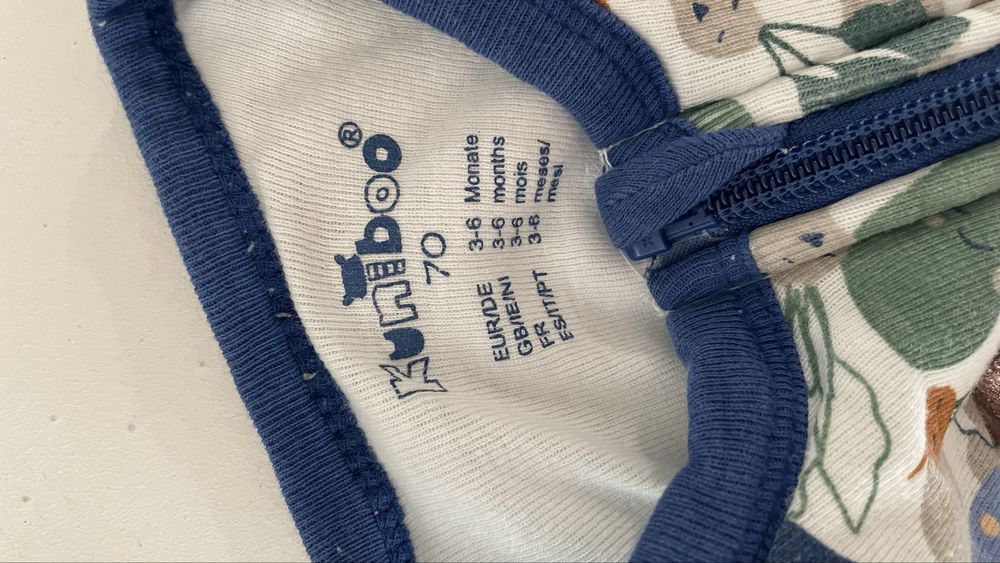 Kuniboo®
70
EUR/DE 3-6 Monate
GB/IE/NI 3-6 months
FR 3-6 mois
ES/IT/PT 3-6 meses/
mesi